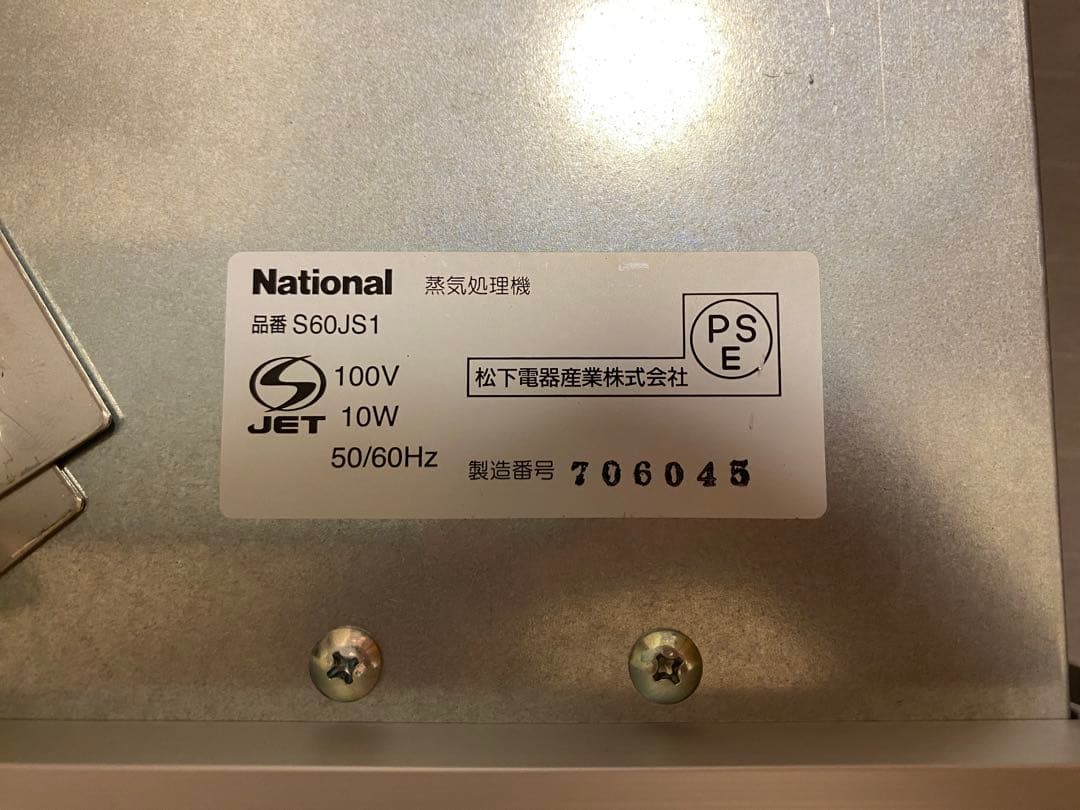 National 蒸気処理機
品番 S60JS1
S
JET
100V
10W
50/60Hz
PS
E
松下電器産業株式会社
製造番号 706045